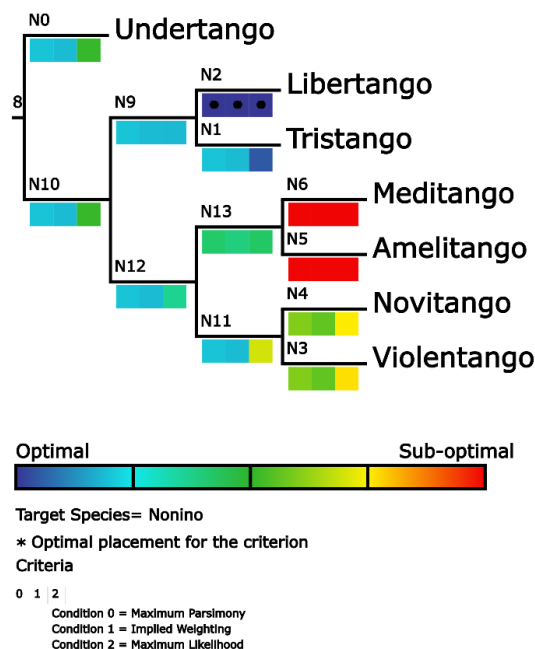 N0
Undertango
N2
Libertango
8
N9
N1
Tristango
N6
Meditango
N10
N13
N5
Amelitango
N12
N4
Novitango
N11
N3
Violentango
Optimal
Sub-optimal
Target Species= Nonino
* Optimal placement for the criterion
Criteria
0 1 2
Condition 0 = Maximum Parsimony
Condition 1 = Implied Weighting
Condition 2 = Maximum Likelihood